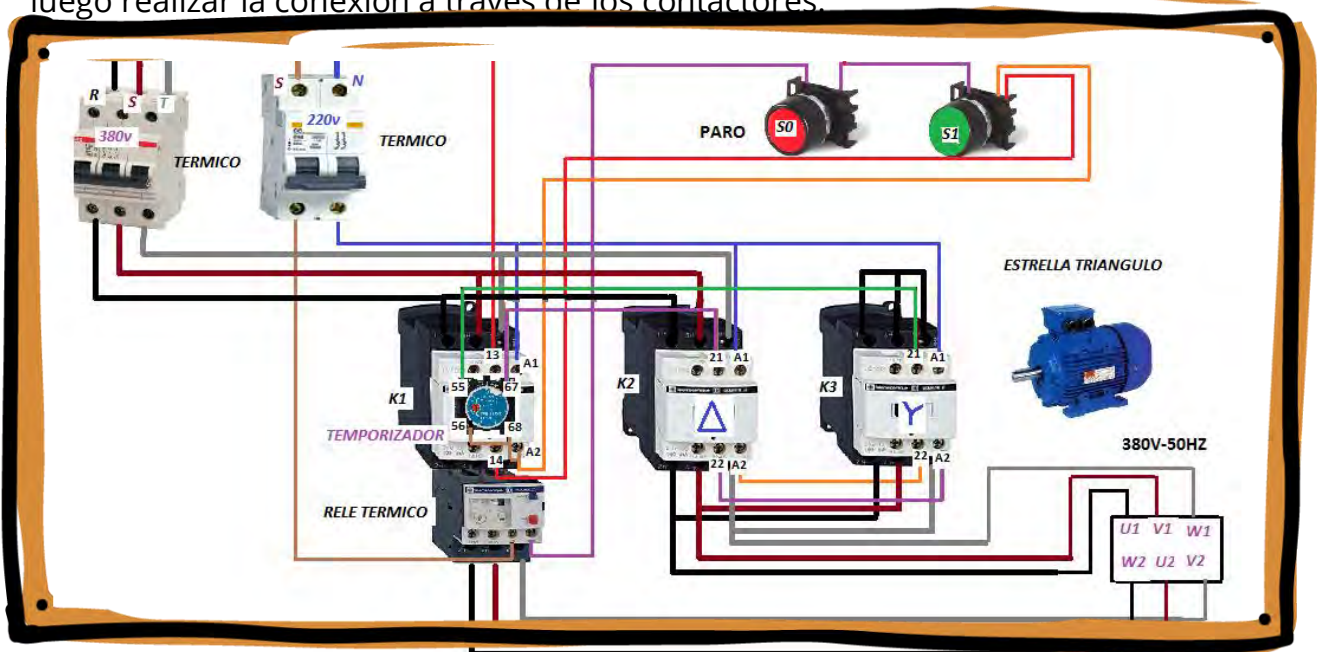 luego realizar la conexión a través de los contactores.
R S T
380v
TERMICO
S N
220v
TERMICO
PARO
S0
S1
ESTRELLA TRIANGULO
13
A1
55
67
K1
56
68
TEMPORIZADOR
14
A2
RELE TERMICO
21
A1
K2
Δ
22
A2
21
A1
K3
Y
22
A2
380V-50HZ
U1 V1 W1
W2 U2 V2